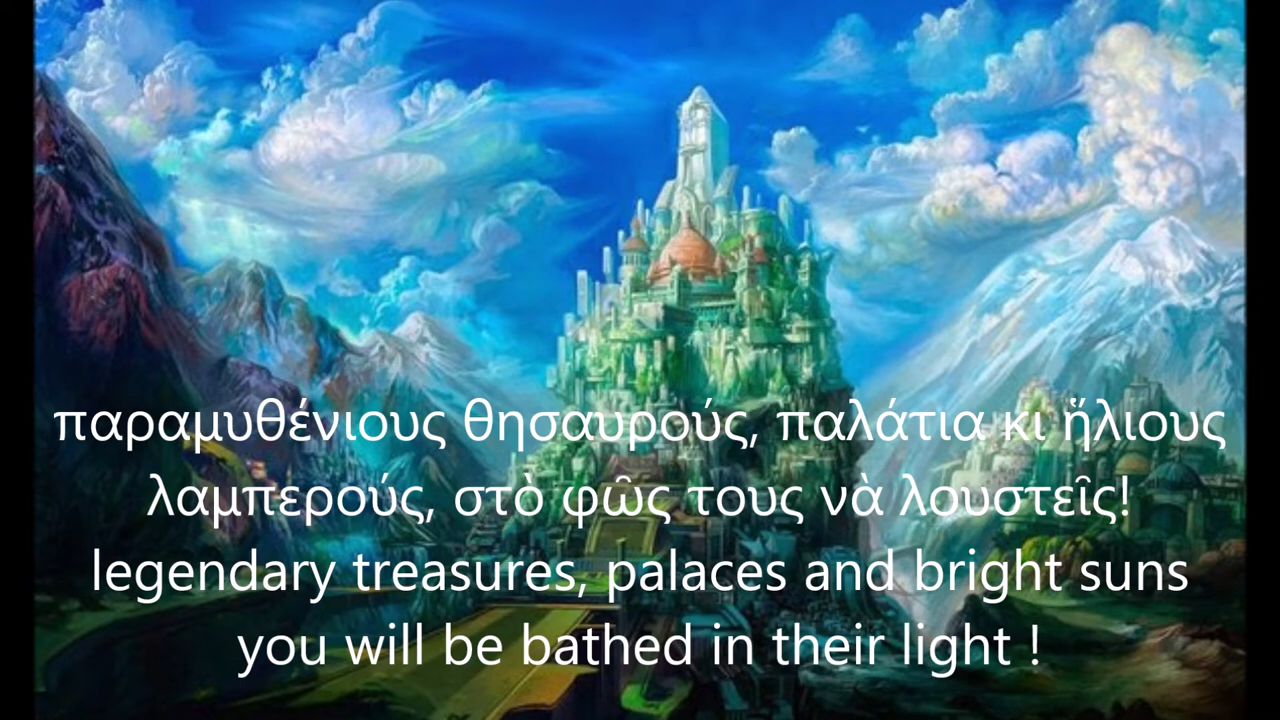 παραμυθένιους θησαυρούς, παλάτια κι ἥλιους
λαμπερούς, στὸ φῶς τους νὰ λουστεῖς!
legendary treasures, palaces and bright suns
you will be bathed in their light !